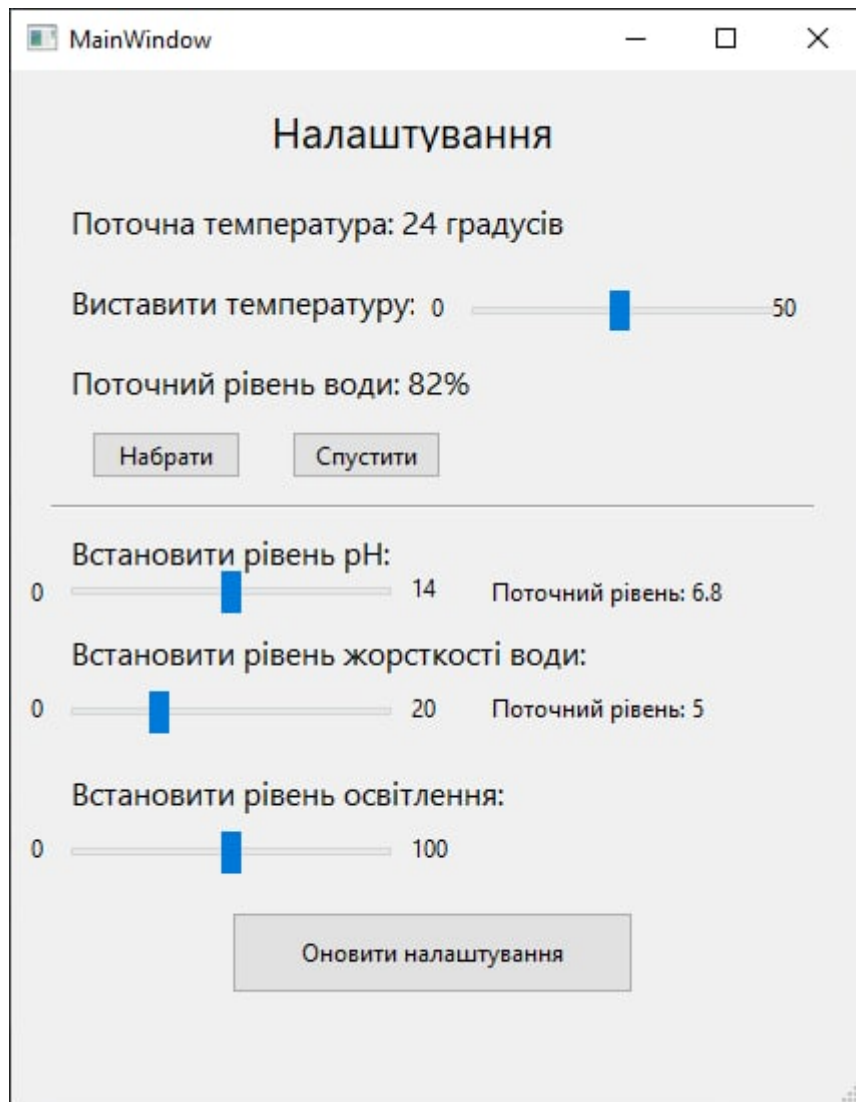 MainWindow
Налаштування
Поточна температура: 24 градусів
Виставити температуру: 0 50
Поточний рівень води: 82%
Набрати Спустити
Встановити рівень pH:
0 14 Поточний рівень: 6.8
Встановити рівень жорсткості води:
0 20 Поточний рівень: 5
Встановити рівень освітлення:
0 100
Оновити налаштування